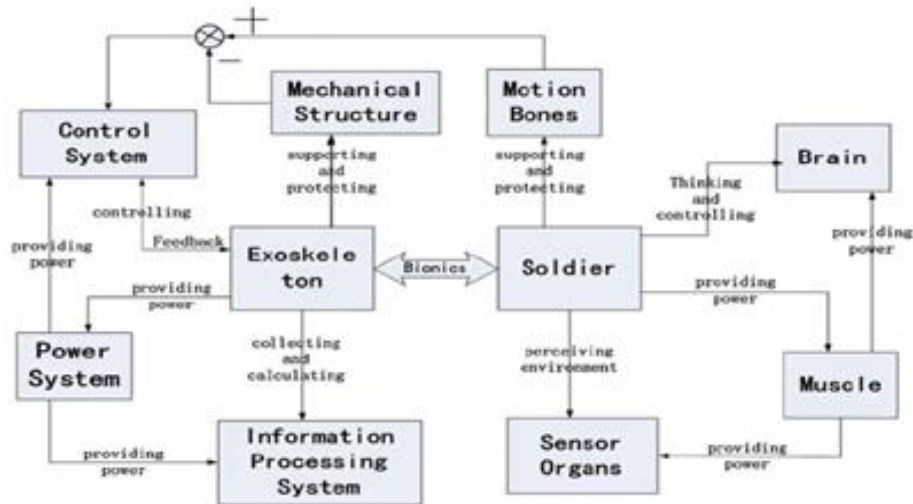 +
−
Mechanical
Structure
Motion
Bones
Control
System
Brain
supporting
and
protecting
supporting
and
protecting
Thinking
and
controlling
controlling
Feedback
providing
power
providing
power
Exoskele
ton
Bionics
Soldier
providing
power
providing
power
Power
System
collecting
and
calculating
perceiving
environment
Muscle
providing
power
Information
Processing
System
Sensor
Organs
providing
power